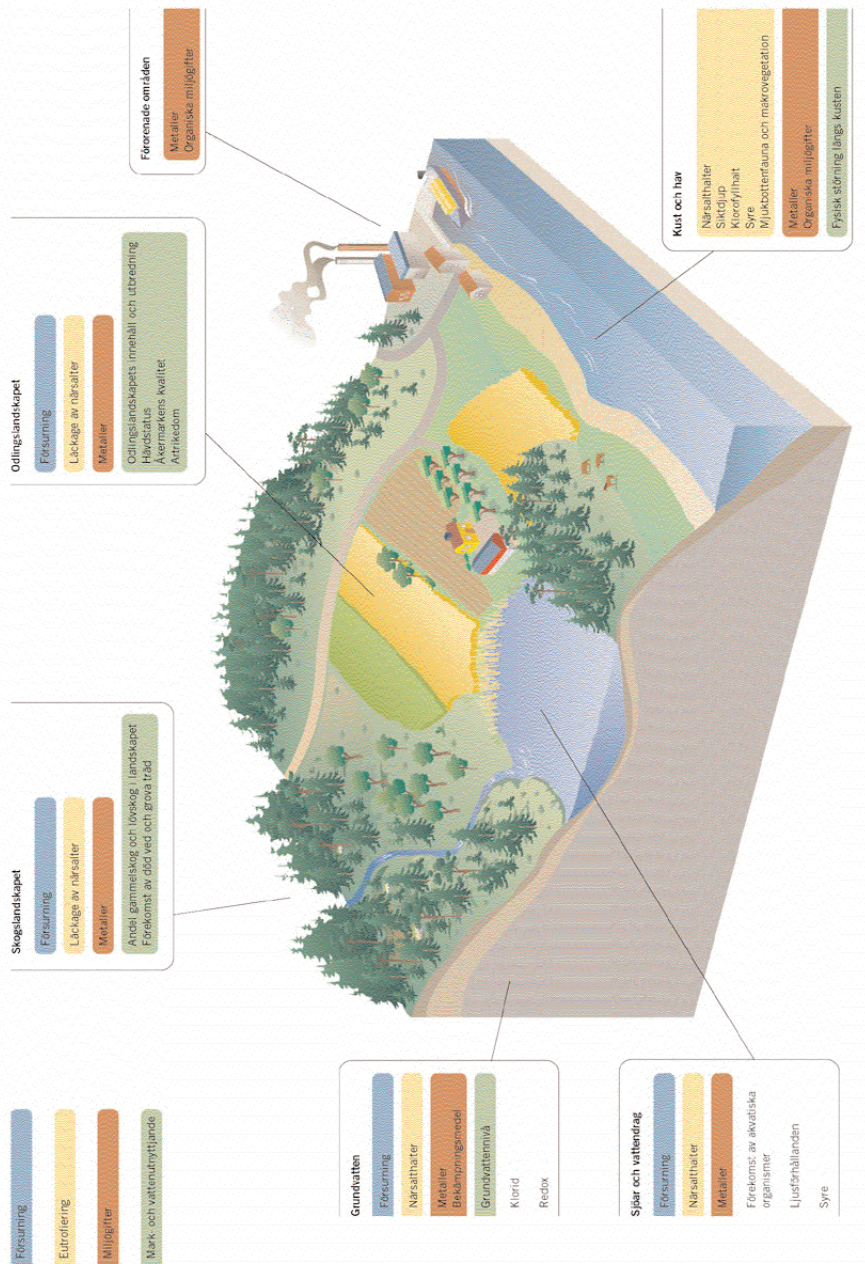 Försurning
Eutrofiering
Miljögifter
Mark- och vattenutnyttjande
Skogslandskapet
Försurning
Läckage av närsalter
Metaller
Andel gammelskog och lövskog i landskapet
Förekomst av död ved och grova träd
Odlingslandskapet
Försurning
Läckage av närsalter
Metaller
Odlingslandskapets innehåll och utbredning
Hävdstatus
Åkermarkens kvalitet
Artrikedom
Förorenade områden
Metaller
Organiska miljögifter
Grundvatten
Försurning
Närsalthalter
Metaller
Bekämpningsmedel
Grundvattennivå
Klorid
Redox
Sjöar och vattendrag
Försurning
Närsalthalter
Metaller
Förekomst av akvatiska
organismer
Ljusförhållanden
Syre
Kust och hav
Närsalthalter
Siktdjup
Klorofyllhalt
Syre
Mjukbottenfauna och makrovegetation
Metaller
Organiska miljögifter
Fysisk störning längs kusten